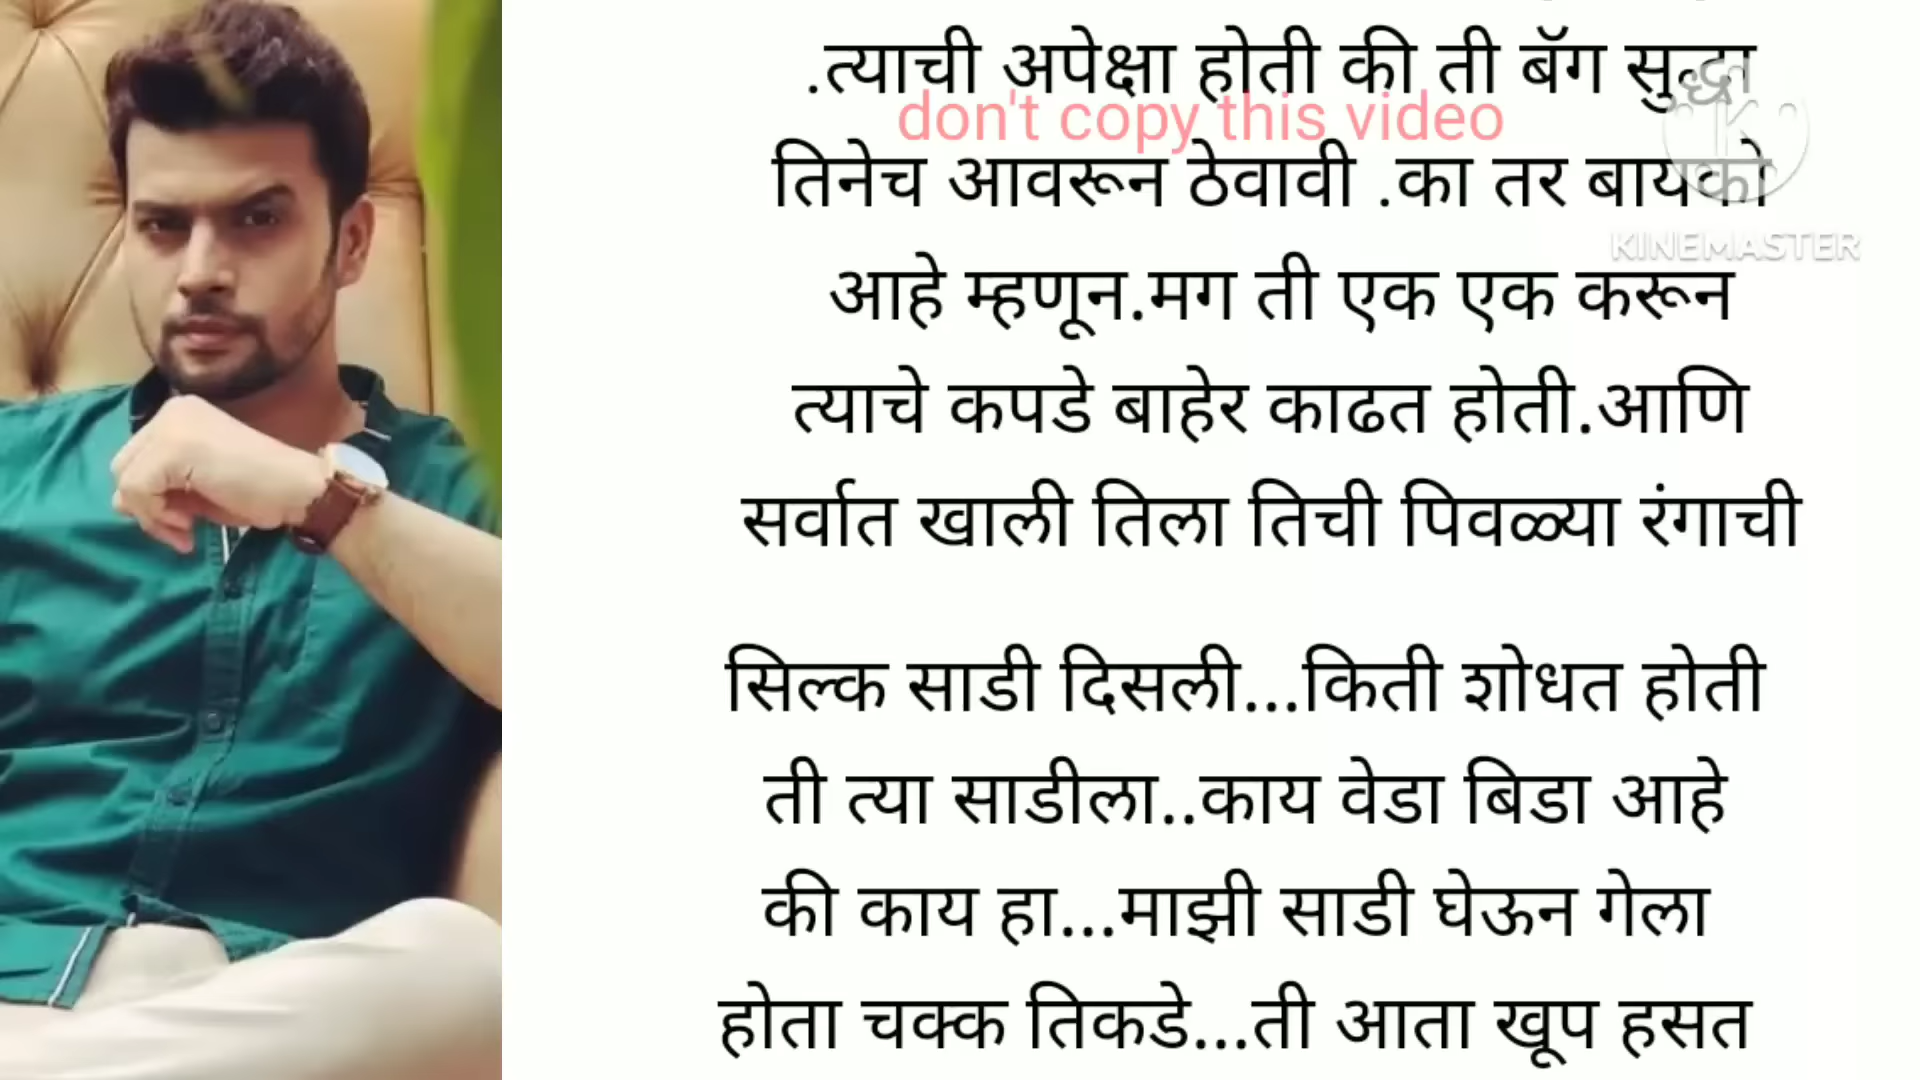 .त्याची अपेक्षा होती की ती बॅग सुद्धा
don't copy this video
तिनेच आवरून ठेवावी .का तर बायको
KINEMASTER
आहे म्हणून.मग ती एक एक करून
त्याचे कपडे बाहेर काढत होती.आणि
सर्वात खाली तिला तिची पिवळ्या रंगाची
सिल्क साडी दिसली...किती शोधत होती
ती त्या साडीला..काय वेडा बिडा आहे
की काय हा...माझी साडी घेऊन गेला
होता चक्क तिकडे...ती आता खूप हसत